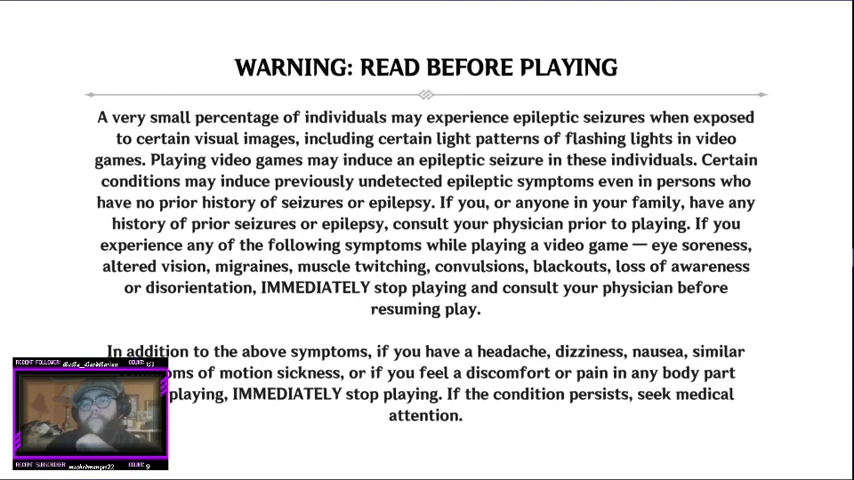 WARNING: READ BEFORE PLAYING
A very small percentage of individuals may experience epileptic seizures when exposed
to certain visual images, including certain light patterns of flashing lights in video
games. Playing video games may induce an epileptic seizure in these individuals. Certain
conditions may induce previously undetected epileptic symptoms even in persons who
have no prior history of seizures or epilepsy. If you, or anyone in your family, have any
history of prior seizures or epilepsy, consult your physician prior to playing. If you
experience any of the following symptoms while playing a video game — eye soreness,
altered vision, migraines, muscle twitching, convulsions, blackouts, loss of awareness
or disorientation, IMMEDIATELY stop playing and consult your physician before
resuming play.
In addition to the above symptoms, if you have a headache, dizziness, nausea, similar
oms of motion sickness, or if you feel a discomfort or pain in any body part
playing, IMMEDIATELY stop playing. If the condition persists, seek medical
attention.
RECENT FOLLOWER: COUNT:
RECENT SUBSCRIBER: COUNT: 9